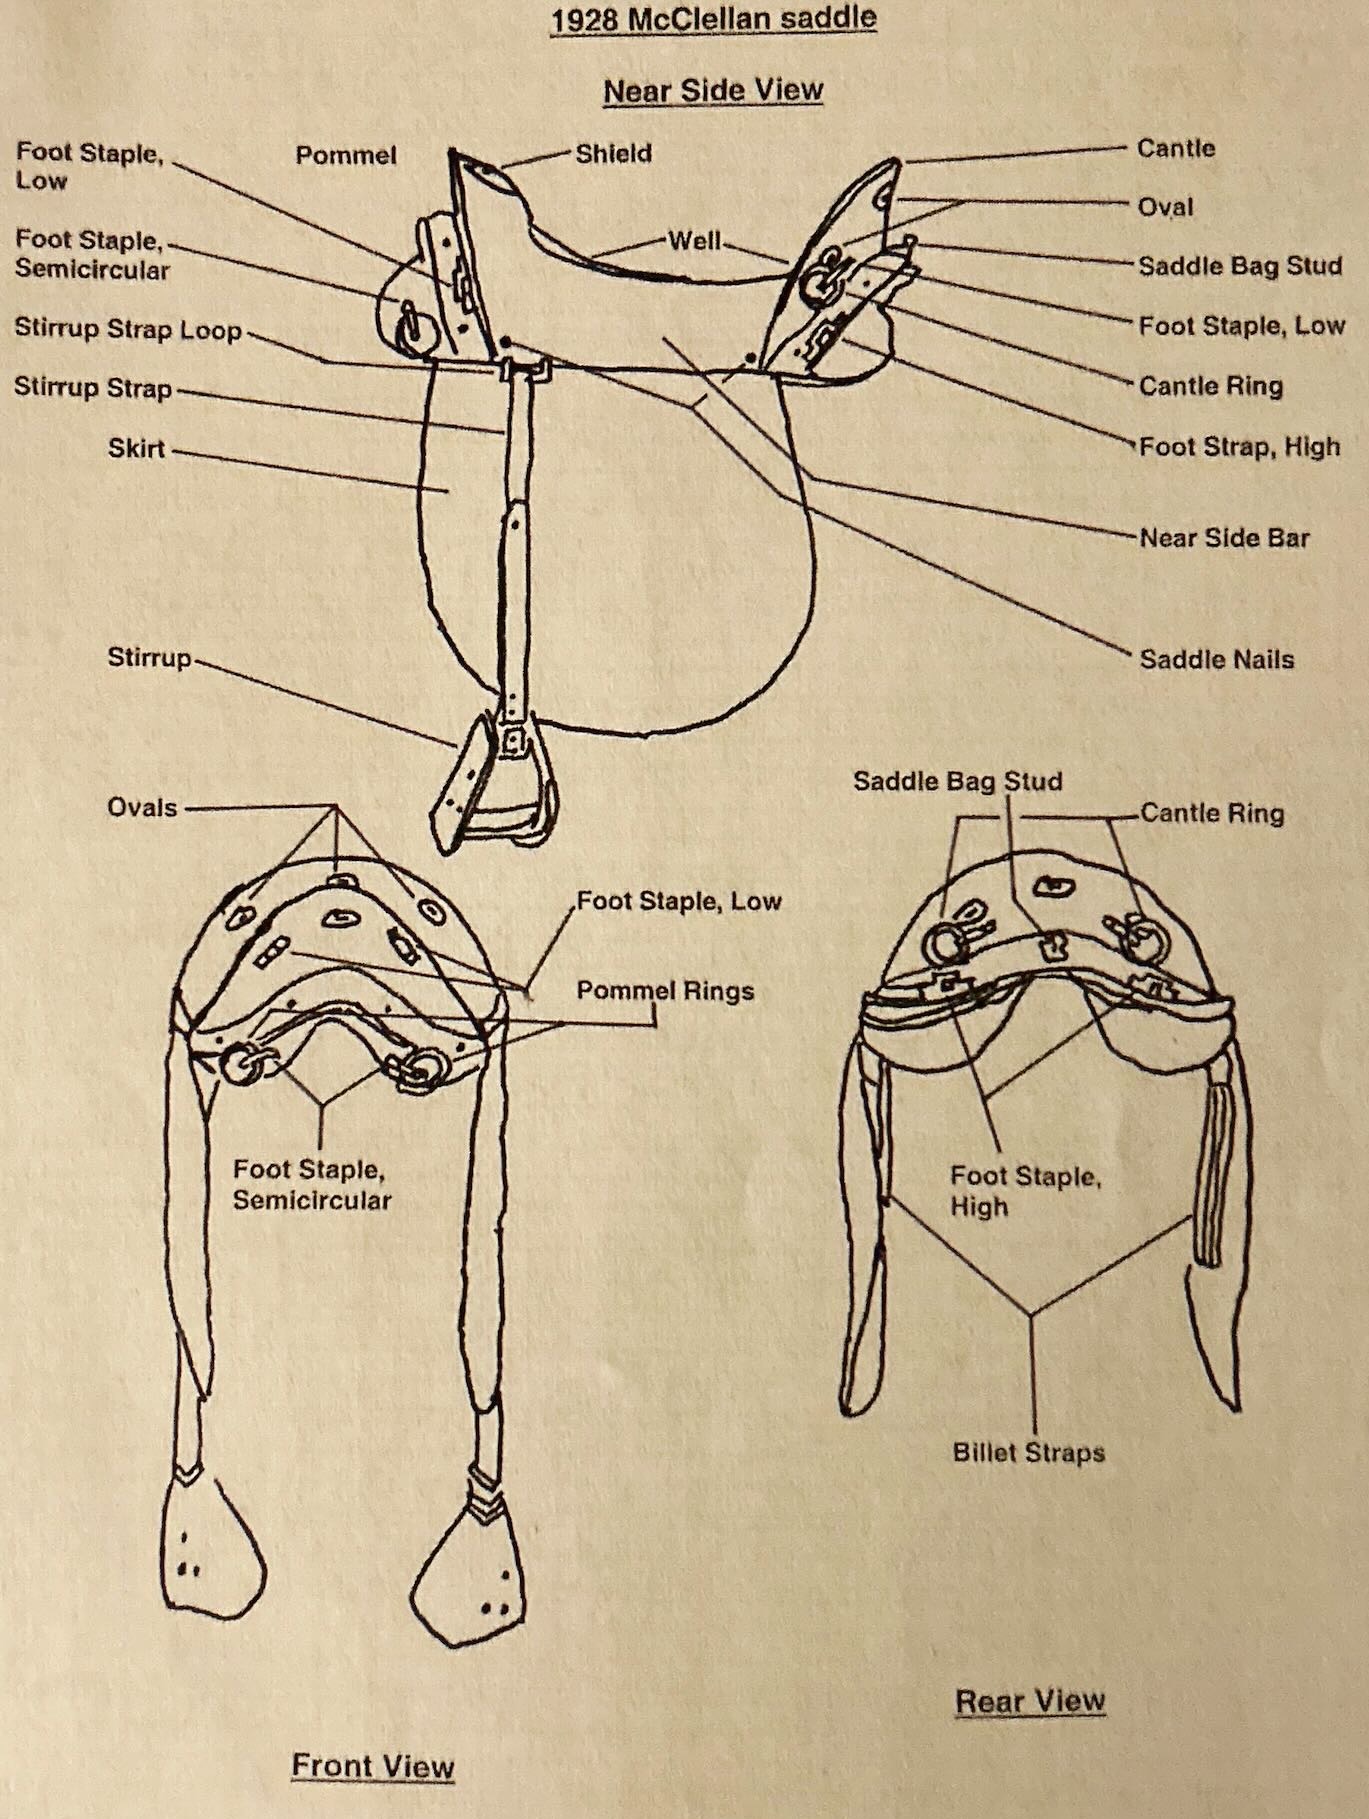 1928 McClellan saddle
Near Side View
Foot Staple,
Low
Pommel
Shield
Cantle
Oval
Foot Staple,
Semicircular
Well
Saddle Bag Stud
Stirrup Strap Loop
Foot Staple, Low
Stirrup Strap
Cantle Ring
Skirt
Foot Strap, High
Near Side Bar
Stirrup
Saddle Nails
Ovals
Saddle Bag Stud
Cantle Ring
Foot Staple, Low
Pommel Rings
Foot Staple,
Semicircular
Foot Staple,
High
Billet Straps
Rear View
Front View